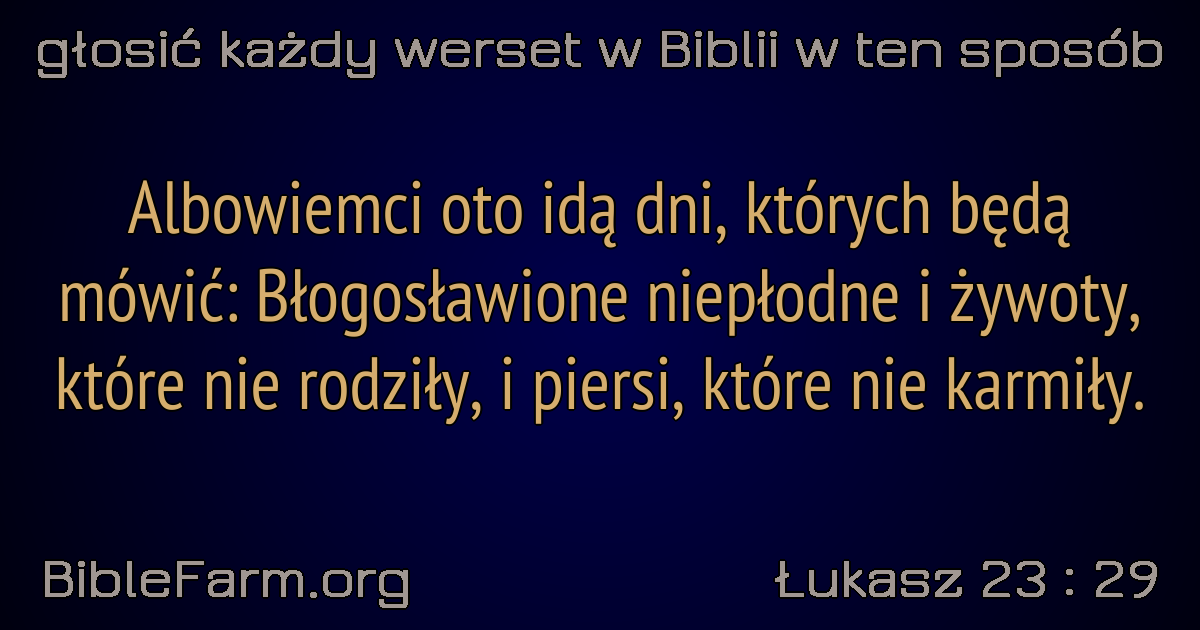 głosić każdy werset w Biblii w ten sposób
Albowiemci oto idą dni, których będą
mówić: Błogosławione niepłodne i żywoty,
które nie rodziły, i piersi, które nie karmiły.
BibleFarm.org
Łukasz 23 : 29